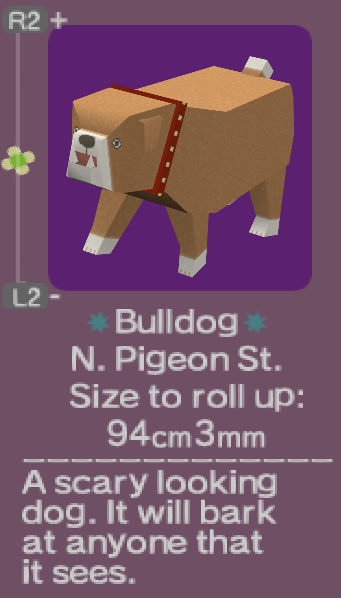 R2 +
L2 -
Bulldog
N. Pigeon St.
Size to roll up:
94cm3mm
A scary looking
dog. It will bark
at anyone that
it sees.